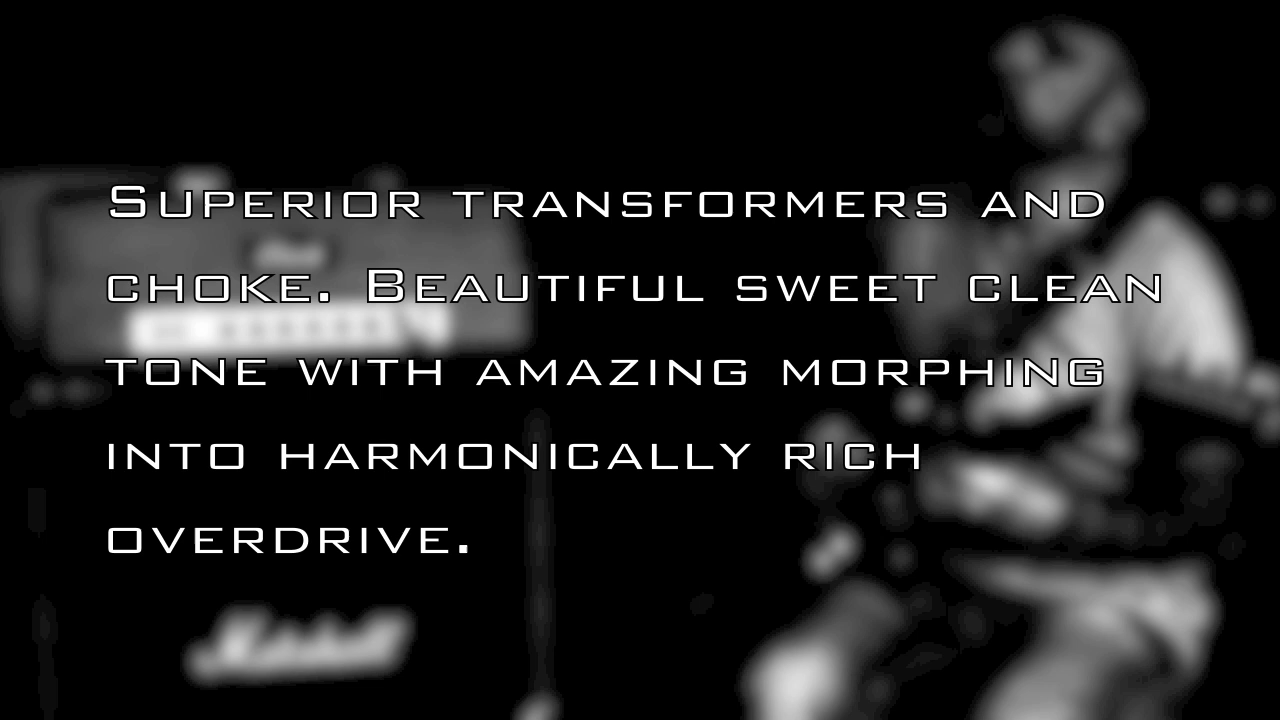 Superior transformers and
choke. Beautiful sweet clean
tone with amazing morphing
into harmonically rich
overdrive.